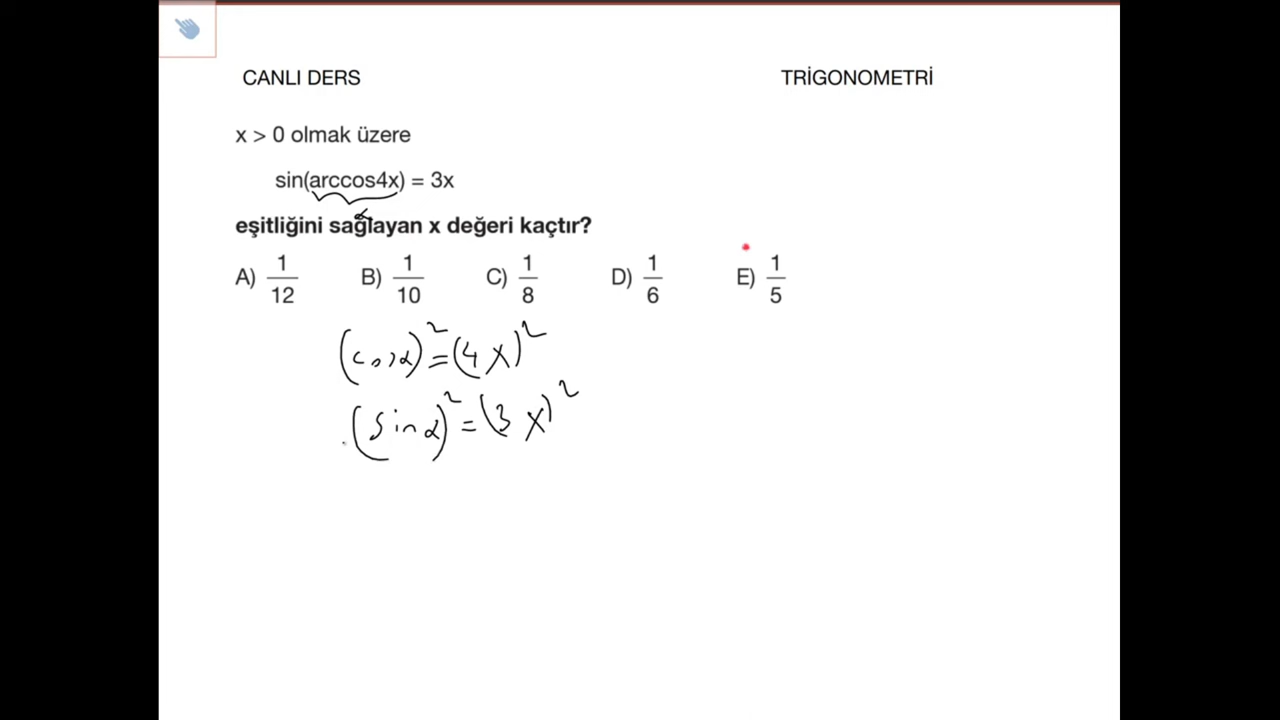 CANLI DERS TRİGONOMETRİ
x > 0 olmak üzere
sin(arccos4x) = 3x
α
eşitliğini sağlayan x değeri kaçtır?
A) 1/12 B) 1/10 C) 1/8 D) 1/6 E) 1/5
(cosα)² = (4x)²
(sinα)² = (3x)²